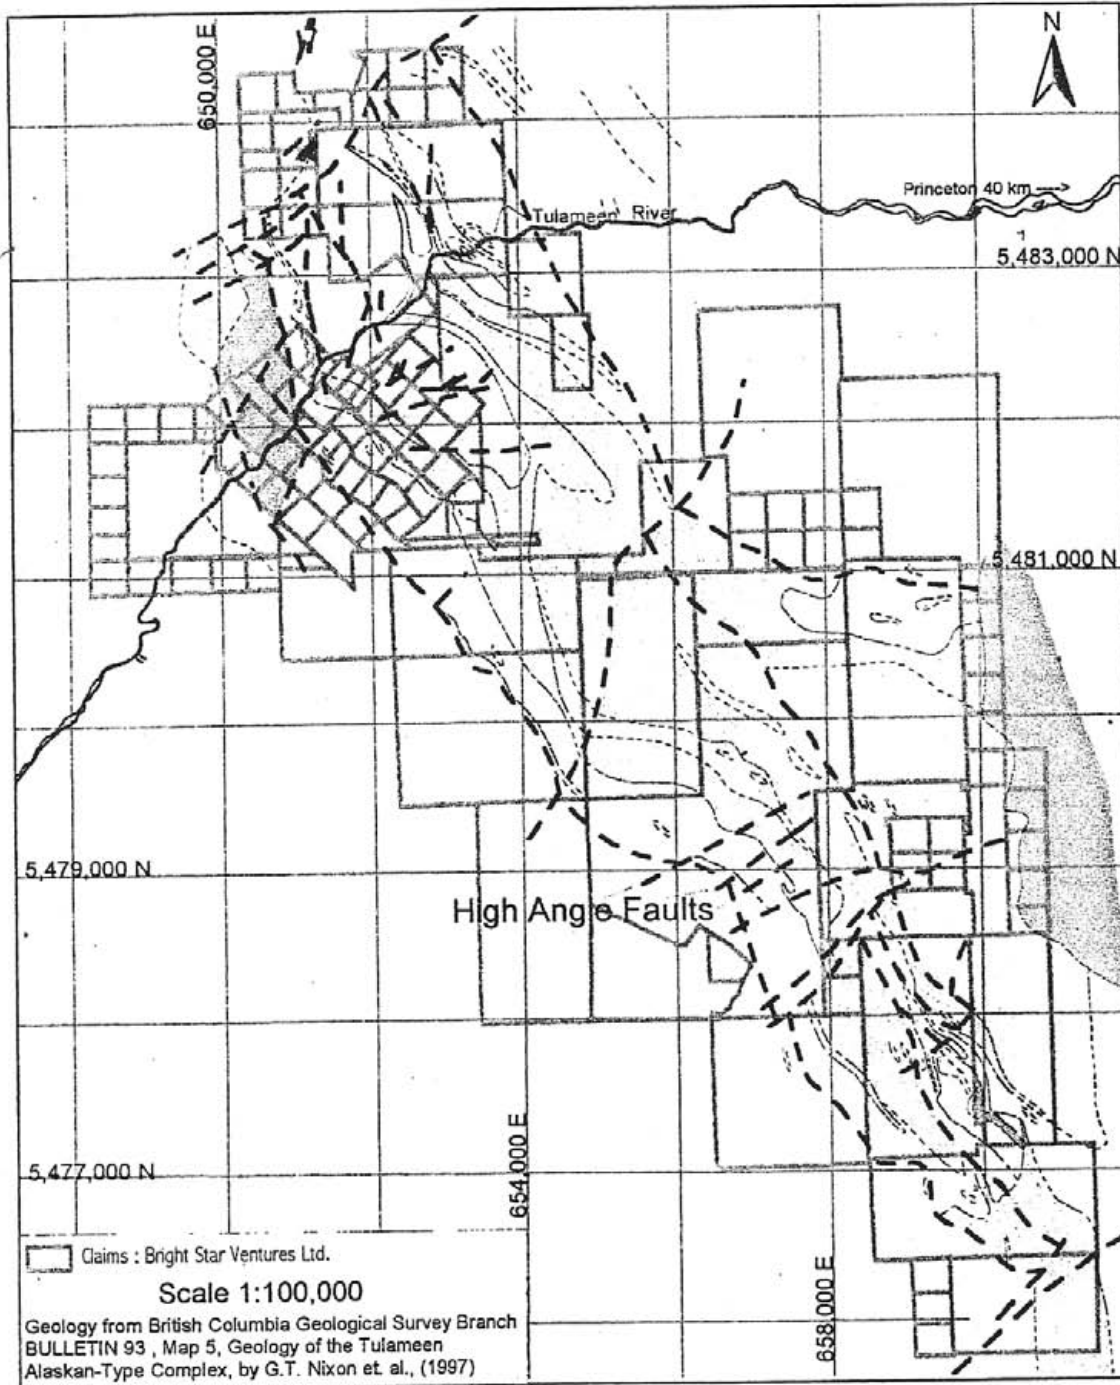 N
650,000 E
Princeton 40 km
Tulameen River
5,483,000 N
5,481,000 N
5,479,000 N
High Angle Faults
5,477,000 N
654,000 E
658,000 E
Claims : Bright Star Ventures Ltd.
Scale 1:100,000
Geology from British Columbia Geological Survey Branch
BULLETIN 93 , Map 5, Geology of the Tulameen
Alaskan-Type Complex, by G.T. Nixon et. al., (1997)